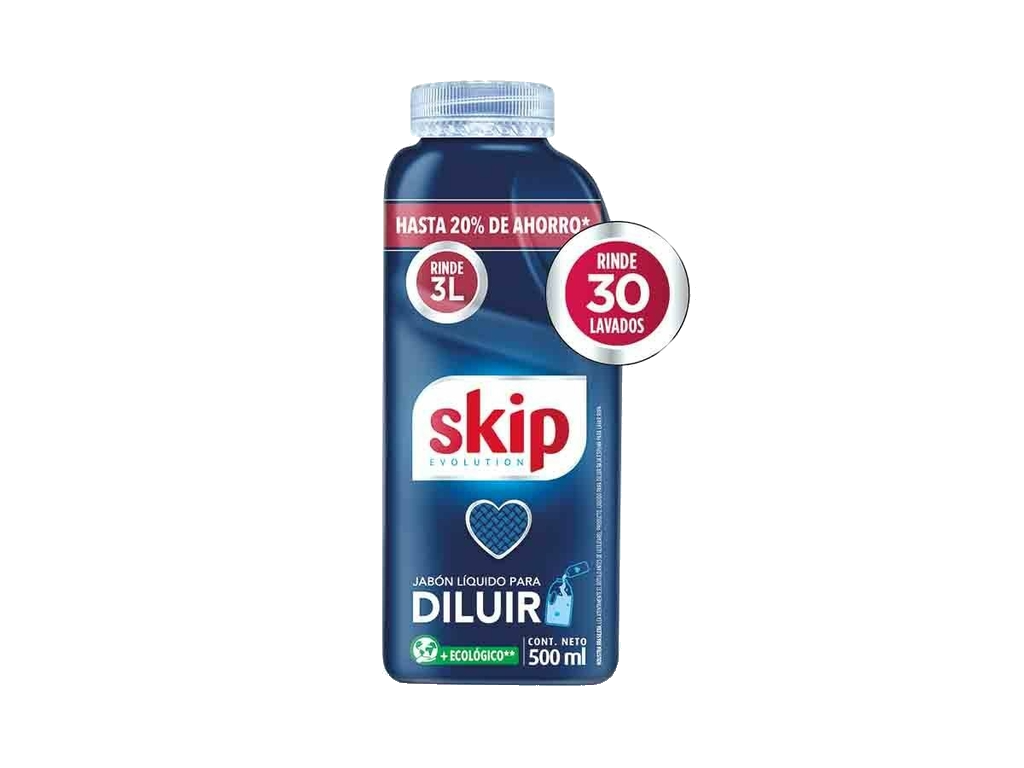 HASTA 20% DE AHORRO*
RINDE
3L
RINDE
30
LAVADOS
skip
EVOLUTION
JABÓN LÍQUIDO PARA
DILUIR
+ ECOLÓGICO**
CONT. NETO
500 ml